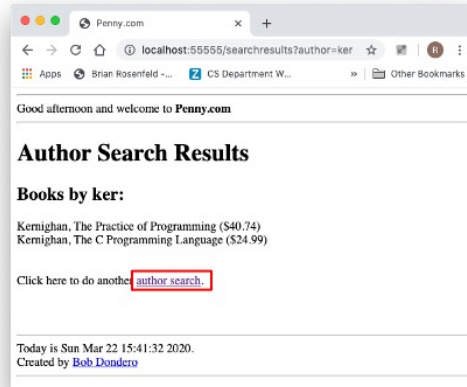 Penny.com
localhost:55555/searchresults?author=ker
R
Apps
Brian Rosenfeld -...
Z CS Department W...
» Other Bookmarks
Good afternoon and welcome to Penny.com
Author Search Results
Books by ker:
Kernighan, The Practice of Programming ($40.74)
Kernighan, The C Programming Language ($24.99)
Click here to do another author search.
Today is Sun Mar 22 15:41:32 2020.
Created by Bob Dondero